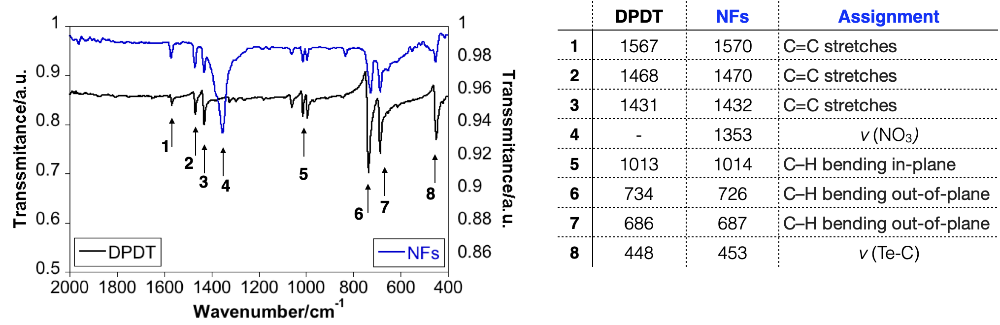 1
0.9
0.8
0.7
0.6
0.5
Transsmitance/a.u.
1
0.98
0.96
0.94
0.92
0.9
0.88
0.86
Transsmitance/a.u.
1
2
3
4
5
6
7
8
DPDT
NFs
2000 1800 1600 1400 1200 1000 800 600 400
Wavenumber/cm-1
DPDT NFs Assignment
1 1567 1570 C=C stretches
2 1468 1470 C=C stretches
3 1431 1432 C=C stretches
4 - 1353 v (NO3)
5 1013 1014 C–H bending in-plane
6 734 726 C–H bending out-of-plane
7 686 687 C–H bending out-of-plane
8 448 453 v (Te-C)